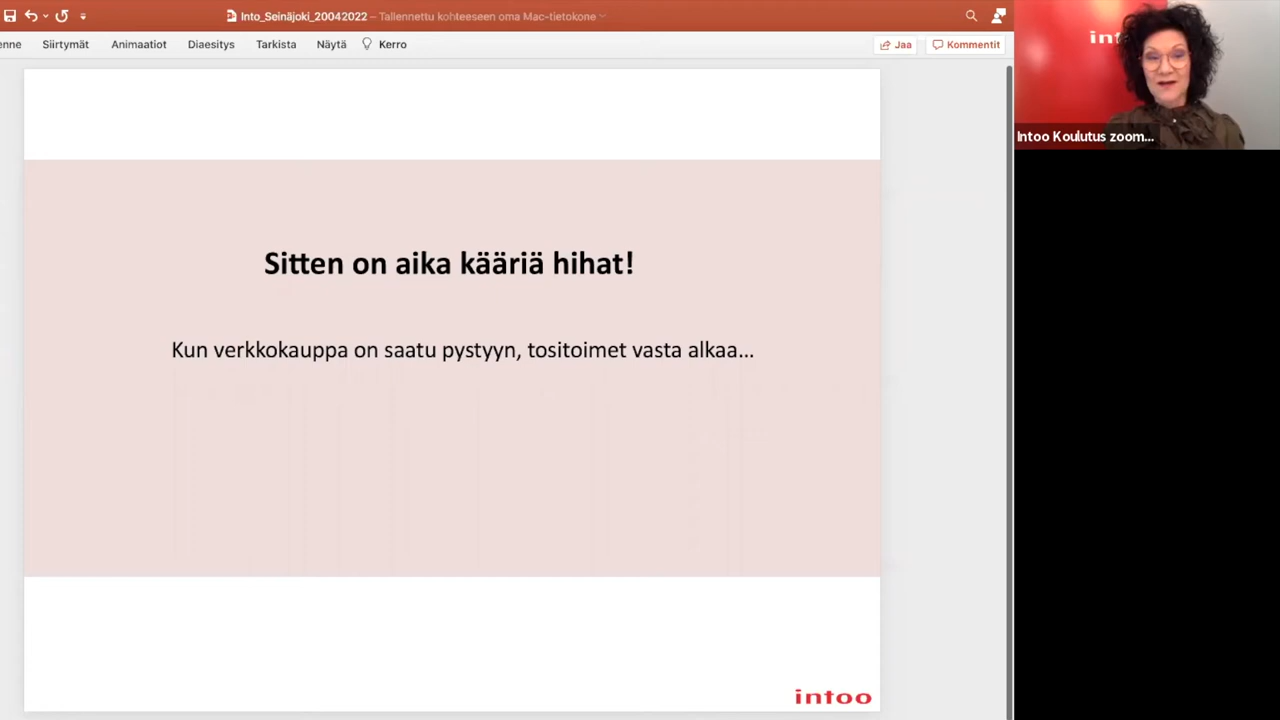 Into_Seinäjoki_20042022 – Tallennettu kohteeseen oma Mac-tietokone
enne Siirtymät Animaatiot Diaesitys Tarkista Näytä Kerro Jaa Kommentit
Sitten on aika kääriä hihat!
Kun verkkokauppa on saatu pystyyn, tositoimet vasta alkaa...
intoo
Intoo Koulutus zoom...